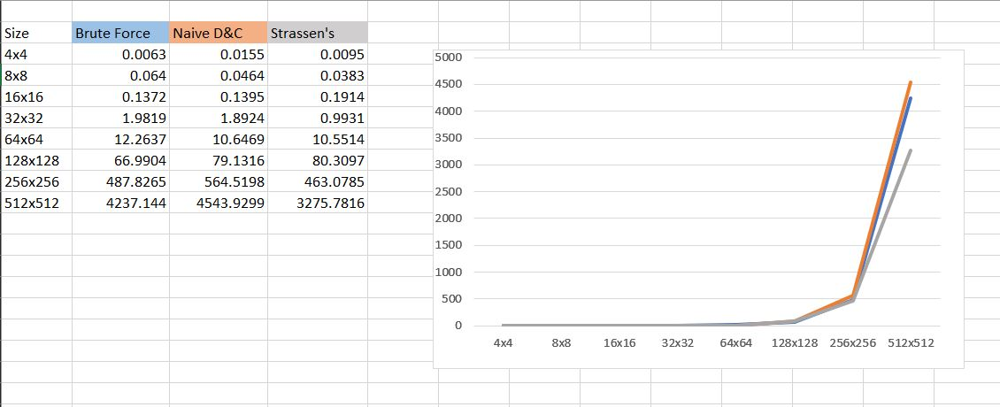 Size Brute Force Naive D&C Strassen's
4x4 0.0063 0.0155 0.0095
8x8 0.064 0.0464 0.0383
16x16 0.1372 0.1395 0.1914
32x32 1.9819 1.8924 0.9931
64x64 12.2637 10.6469 10.5514
128x128 66.9904 79.1316 80.3097
256x256 487.8265 564.5198 463.0785
512x512 4237.144 4543.9299 3275.7816
5000
4500
4000
3500
3000
2500
2000
1500
1000
500
0
4x4 8x8 16x16 32x32 64x64 128x128 256x256 512x512